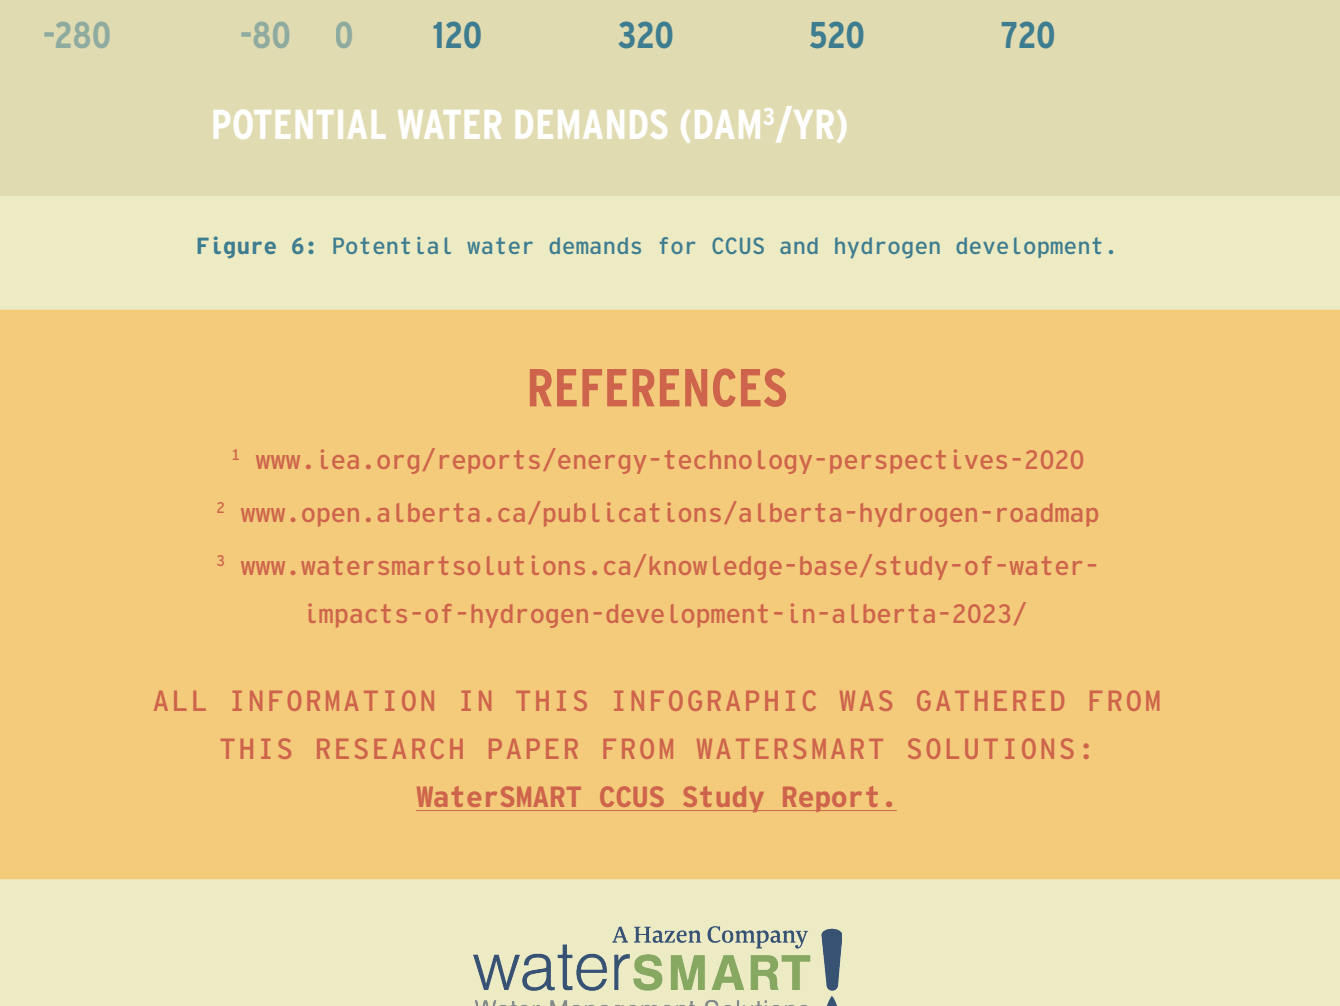 -280 -80 0 120 320 520 720
POTENTIAL WATER DEMANDS (DAM³/YR)
Figure 6: Potential water demands for CCUS and hydrogen development.
REFERENCES
¹ www.iea.org/reports/energy-technology-perspectives-2020
² www.open.alberta.ca/publications/alberta-hydrogen-roadmap
³ www.watersmartsolutions.ca/knowledge-base/study-of-water-
impacts-of-hydrogen-development-in-alberta-2023/
ALL INFORMATION IN THIS INFOGRAPHIC WAS GATHERED FROM
THIS RESEARCH PAPER FROM WATERSMART SOLUTIONS:
WaterSMART CCUS Study Report.
A Hazen Company
waterSMART!
Water Management Solutions